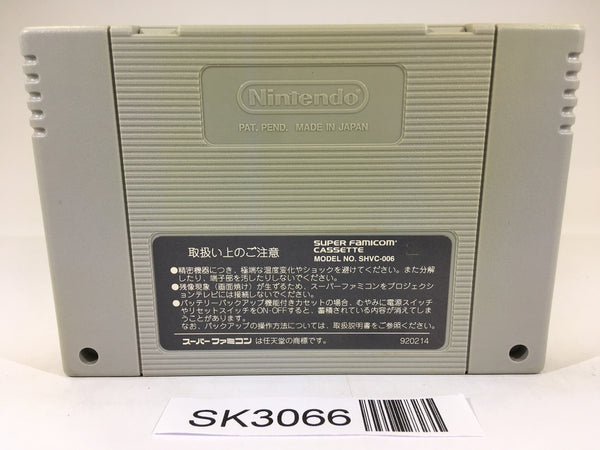 Nintendo
PAT. PEND. MADE IN JAPAN
取扱い上のご注意
SUPER FAMICOM
CASSETTE
MODEL NO. SHVC-006
●精密機器につき、極端な温度変化やショックを避けてください。また分解
したり、端子部を汚したりしないでください。
●残像現象（画面焼け）が生ずるため、スーパーファミコンをプロジェクシ
ョンテレビには接続しないでください。
●バッテリーバックアップ機能付きカセットの場合、むやみに電源スイッチ
やリセットスイッチをON・OFFすると、蓄積されている内容が消えてしま
うことがあります。
なお、バックアップの操作方法については、取扱説明書をご参照ください。
スーパーファミコンは任天堂の商標です。
920214
SK3066